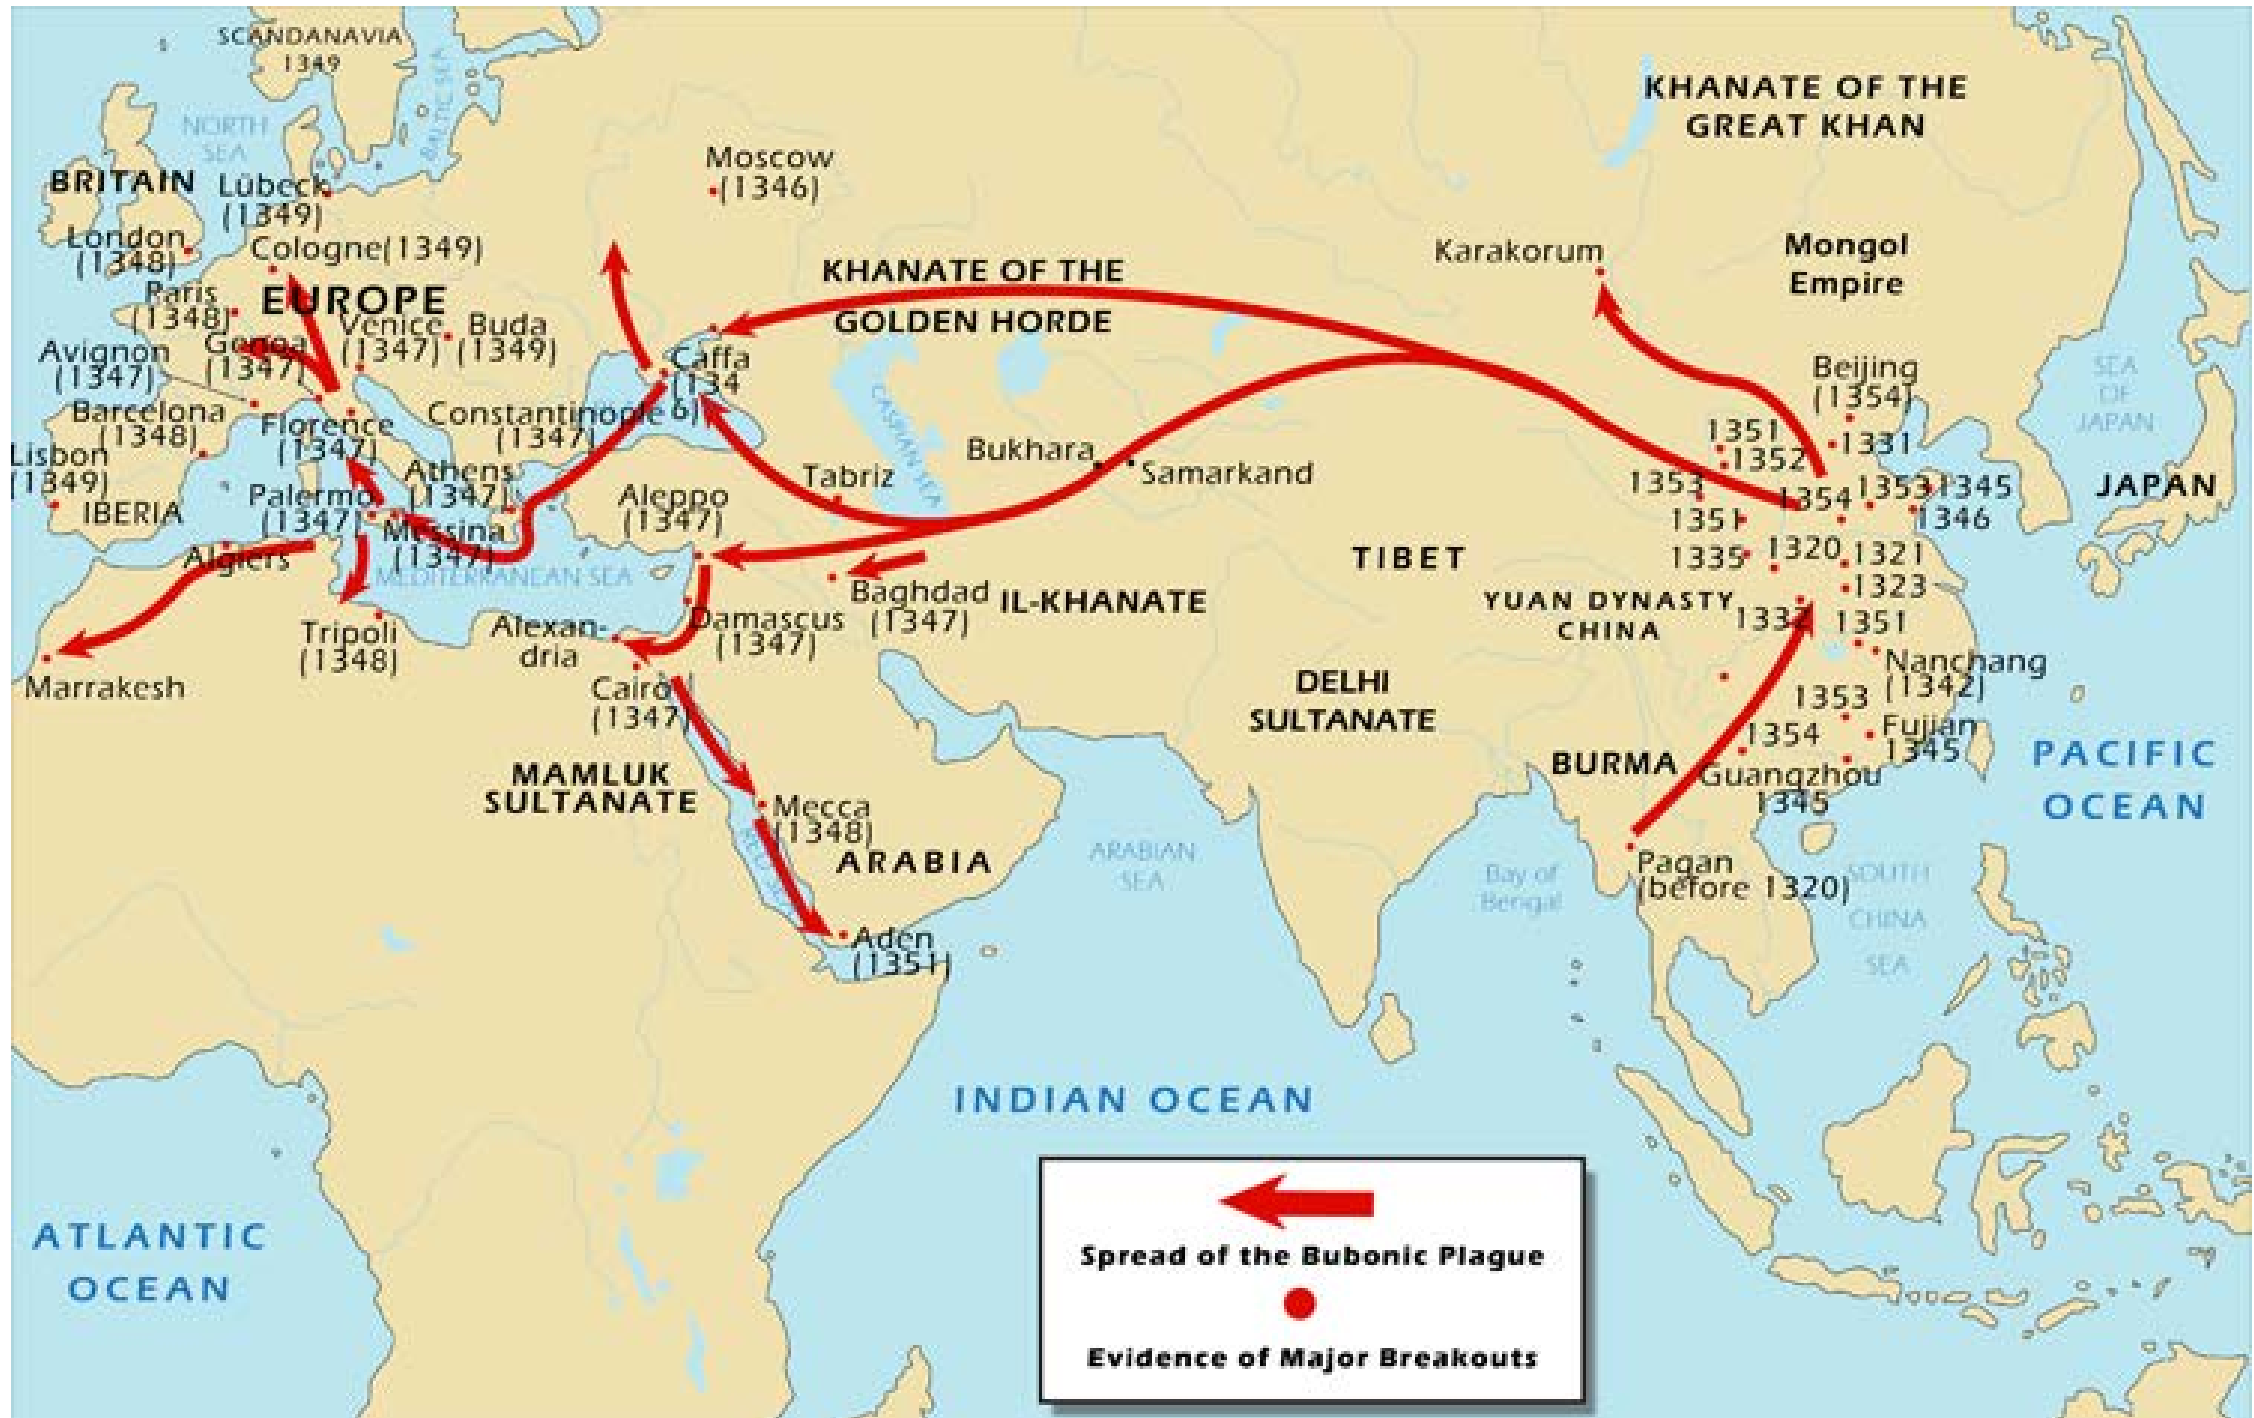 SCANDANAVIA
1349
BALTIC SEA
NORTH
SEA
BRITAIN
Lübeck
(1349)
London
(1348)
Cologne(1349)
Paris
(1348)
EUROPE
Avignon
(1347)
Genoa
(1347)
Venice
(1347)
Buda
(1349)
Barcelona
(1348)
Florence
(1347)
Constantinople
(1347)
Lisbon
(1349)
IBERIA
Palermo
(1347)
Athens
(1347)
Messina
(1347)
Algiers
MEDITERRANEAN SEA
Marrakesh
Tripoli
(1348)
Moscow
(1346)
KHANATE OF THE
GOLDEN HORDE
Caffa
(134
6)
CASPIAN SEA
Tabriz
Bukhara
Samarkand
Aleppo
(1347)
Baghdad
(1347)
IL-KHANATE
Damascus
(1347)
Alexan-
dria
Cairo
(1347)
MAMLUK
SULTANATE
Mecca
(1348)
RED SEA
ARABIA
Aden
(1351)
KHANATE OF THE
GREAT KHAN
Karakorum
Mongol
Empire
Beijing
(1354)
1331
1351
1352
1353
1354
1353
1345
1346
1351
1335
1320
1321
1323
SEA
OF
JAPAN
JAPAN
TIBET
YUAN DYNASTY
CHINA
1332
1351
Nanchang
(1342)
1353
Fujian
1345
1354
Guangzhou
1345
DELHI
SULTANATE
BURMA
Pagan
(before 1320)
ARABIAN
SEA
Bay of
Bengal
SOUTH
CHINA
SEA
PACIFIC
OCEAN
INDIAN OCEAN
ATLANTIC
OCEAN
Spread of the Bubonic Plague
Evidence of Major Breakouts